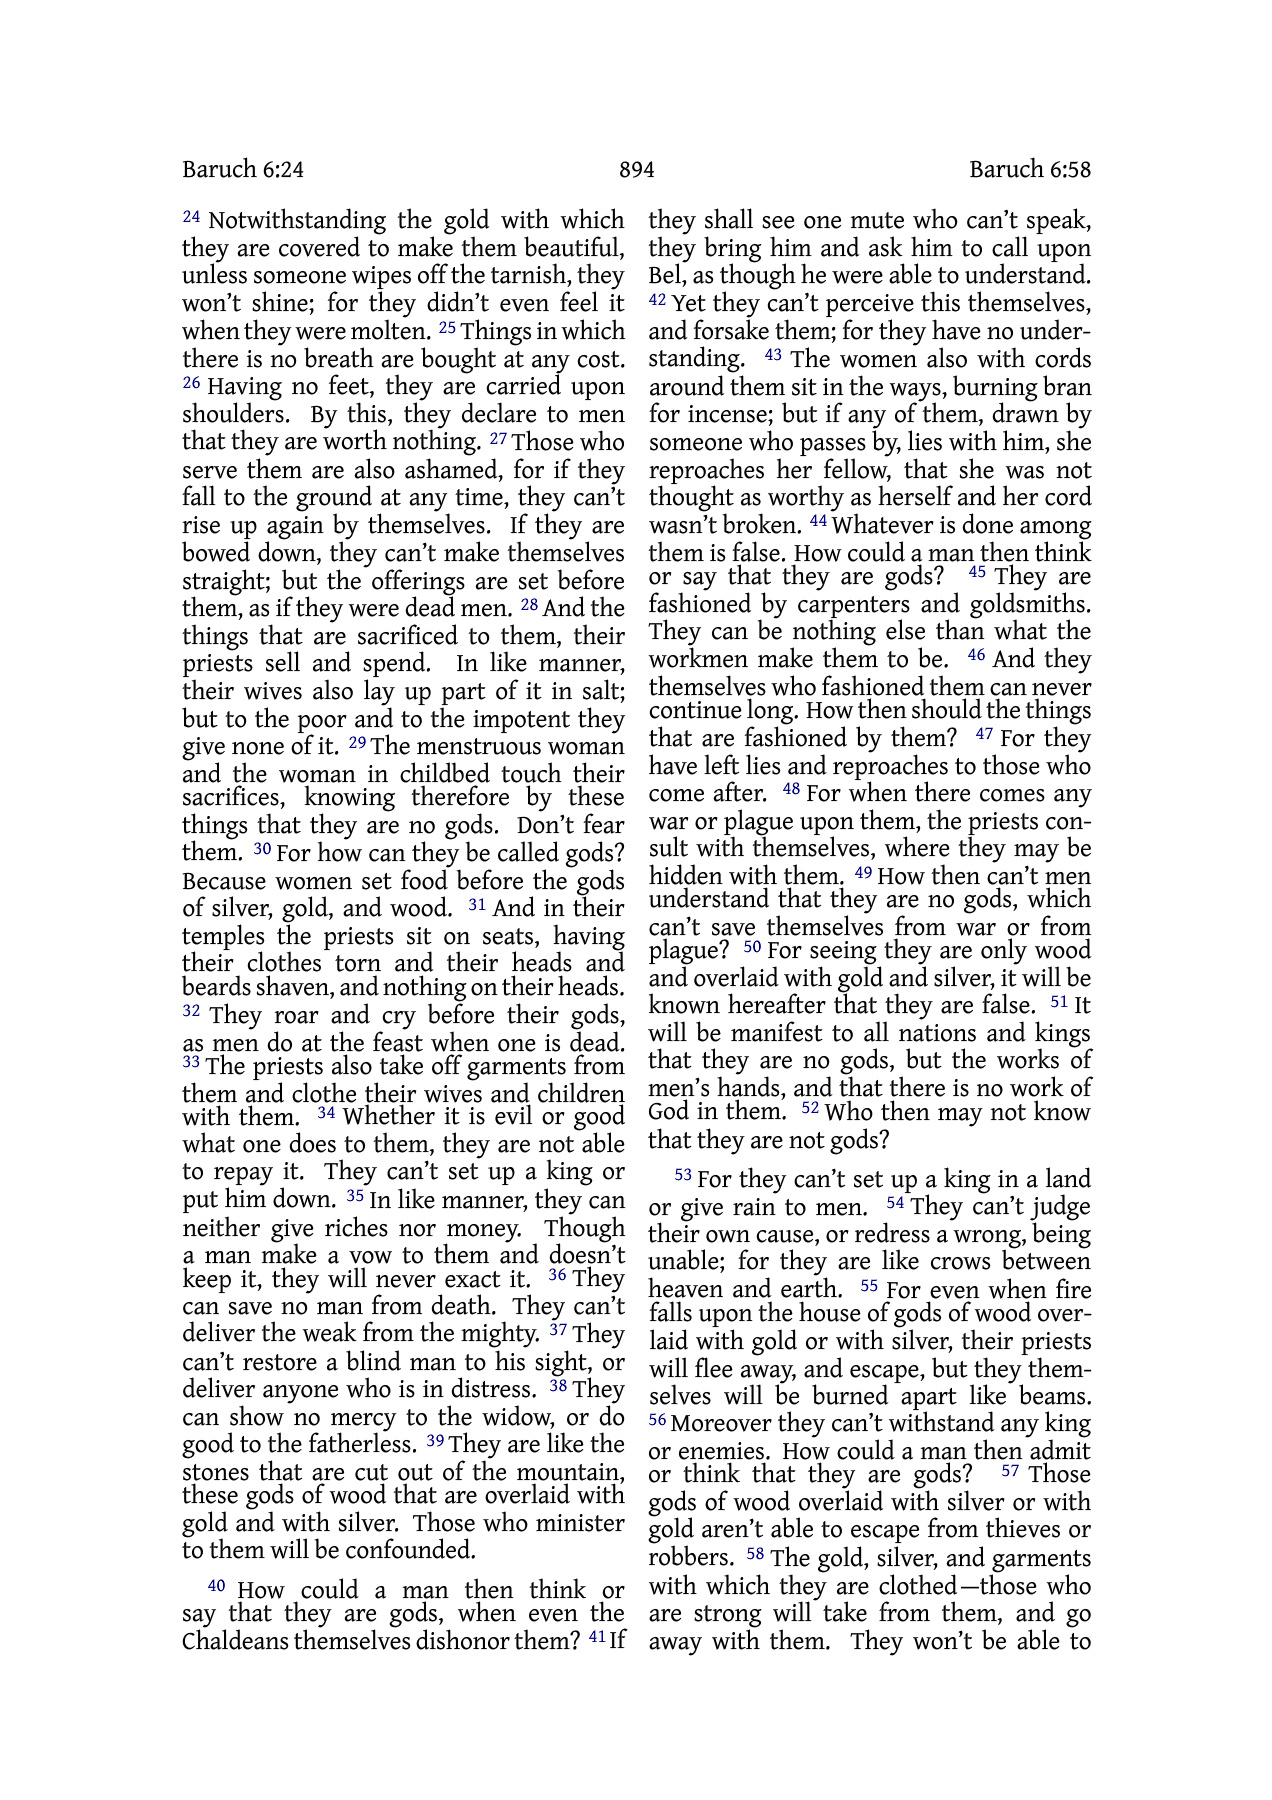 Baruch 6:24
894
Baruch 6:58
24 Notwithstanding the gold with which
they are covered to make them beautiful,
unless someone wipes off the tarnish, they
won’t shine; for they didn’t even feel it
when they were molten. 25 Things in which
there is no breath are bought at any cost.
26 Having no feet, they are carried upon
shoulders. By this, they declare to men
that they are worth nothing. 27 Those who
serve them are also ashamed, for if they
fall to the ground at any time, they can’t
rise up again by themselves. If they are
bowed down, they can’t make themselves
straight; but the offerings are set before
them, as if they were dead men. 28 And the
things that are sacrificed to them, their
priests sell and spend. In like manner,
their wives also lay up part of it in salt;
but to the poor and to the impotent they
give none of it. 29 The menstruous woman
and the woman in childbed touch their
sacrifices, knowing therefore by these
things that they are no gods. Don’t fear
them. 30 For how can they be called gods?
Because women set food before the gods
of silver, gold, and wood. 31 And in their
temples the priests sit on seats, having
their clothes torn and their heads and
beards shaven, and nothing on their heads.
32 They roar and cry before their gods,
as men do at the feast when one is dead.
33 The priests also take off garments from
them and clothe their wives and children
with them. 34 Whether it is evil or good
what one does to them, they are not able
to repay it. They can’t set up a king or
put him down. 35 In like manner, they can
neither give riches nor money. Though
a man make a vow to them and doesn’t
keep it, they will never exact it. 36 They
can save no man from death. They can’t
deliver the weak from the mighty. 37 They
can’t restore a blind man to his sight, or
deliver anyone who is in distress. 38 They
can show no mercy to the widow, or do
good to the fatherless. 39 They are like the
stones that are cut out of the mountain,
these gods of wood that are overlaid with
gold and with silver. Those who minister
to them will be confounded.
40 How could a man then think or
say that they are gods, when even the
Chaldeans themselves dishonor them? 41 If
they shall see one mute who can’t speak,
they bring him and ask him to call upon
Bel, as though he were able to understand.
42 Yet they can’t perceive this themselves,
and forsake them; for they have no under-
standing. 43 The women also with cords
around them sit in the ways, burning bran
for incense; but if any of them, drawn by
someone who passes by, lies with him, she
reproaches her fellow, that she was not
thought as worthy as herself and her cord
wasn’t broken. 44 Whatever is done among
them is false. How could a man then think
or say that they are gods? 45 They are
fashioned by carpenters and goldsmiths.
They can be nothing else than what the
workmen make them to be. 46 And they
themselves who fashioned them can never
continue long. How then should the things
that are fashioned by them? 47 For they
have left lies and reproaches to those who
come after. 48 For when there comes any
war or plague upon them, the priests con-
sult with themselves, where they may be
hidden with them. 49 How then can’t men
understand that they are no gods, which
can’t save themselves from war or from
plague? 50 For seeing they are only wood
and overlaid with gold and silver, it will be
known hereafter that they are false. 51 It
will be manifest to all nations and kings
that they are no gods, but the works of
men’s hands, and that there is no work of
God in them. 52 Who then may not know
that they are not gods?
53 For they can’t set up a king in a land
or give rain to men. 54 They can’t judge
their own cause, or redress a wrong, being
unable; for they are like crows between
heaven and earth. 55 For even when fire
falls upon the house of gods of wood over-
laid with gold or with silver, their priests
will flee away, and escape, but they them-
selves will be burned apart like beams.
56 Moreover they can’t withstand any king
or enemies. How could a man then admit
or think that they are gods? 57 Those
gods of wood overlaid with silver or with
gold aren’t able to escape from thieves or
robbers. 58 The gold, silver, and garments
with which they are clothed—those who
are strong will take from them, and go
away with them. They won’t be able to